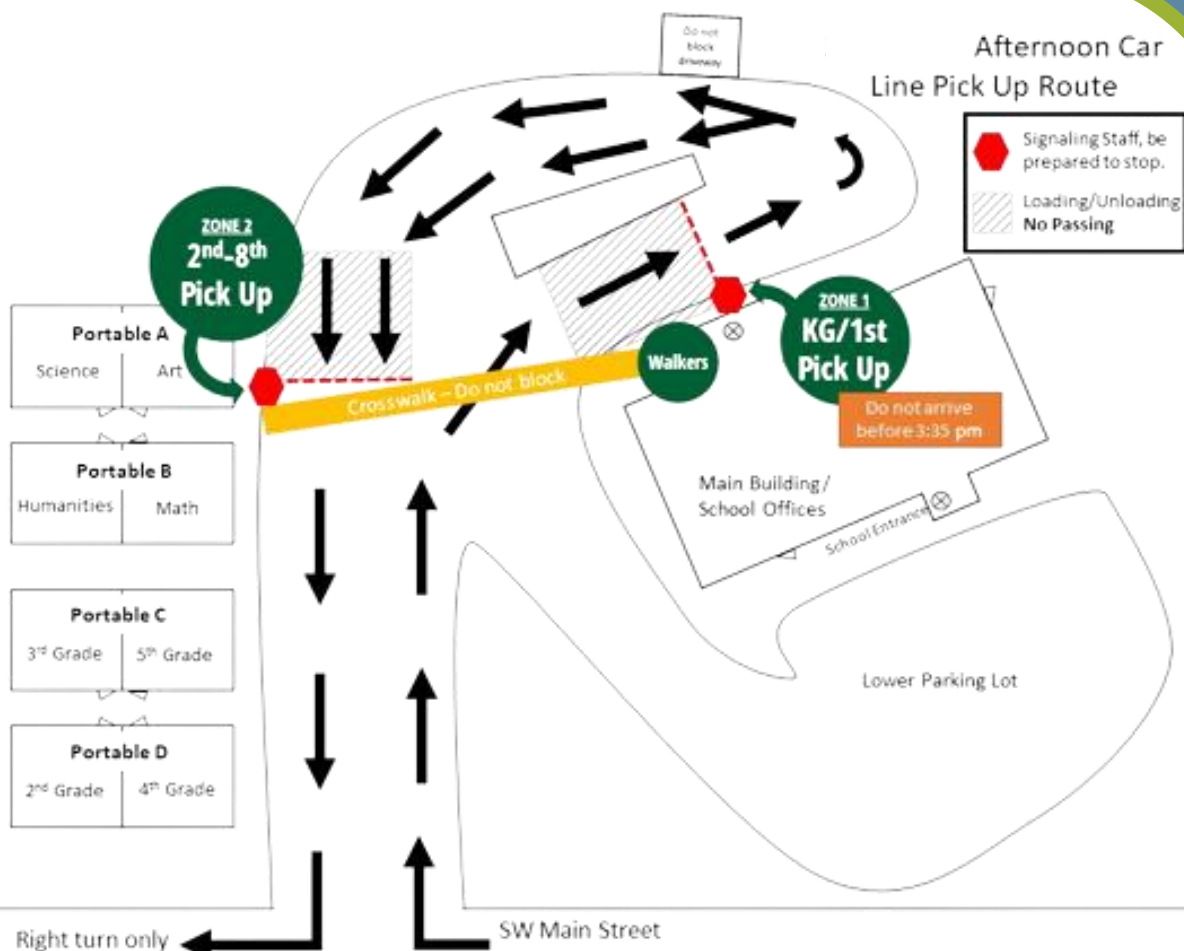 Do not
block
driveway
Afternoon Car
Line Pick Up Route
Signaling Staff, be
prepared to stop.
Loading/Unloading
No Passing
ZONE 2
2nd-8th
Pick Up
ZONE 1
KG/1st
Pick Up
Walkers
Do not arrive
before 3:35 pm
Crosswalk – Do not block
Portable A
Science
Art
Portable B
Humanities
Math
Main Building/
School Offices
School Entrance
Portable C
3rd Grade
5th Grade
Lower Parking Lot
Portable D
2nd Grade
4th Grade
Right turn only
SW Main Street